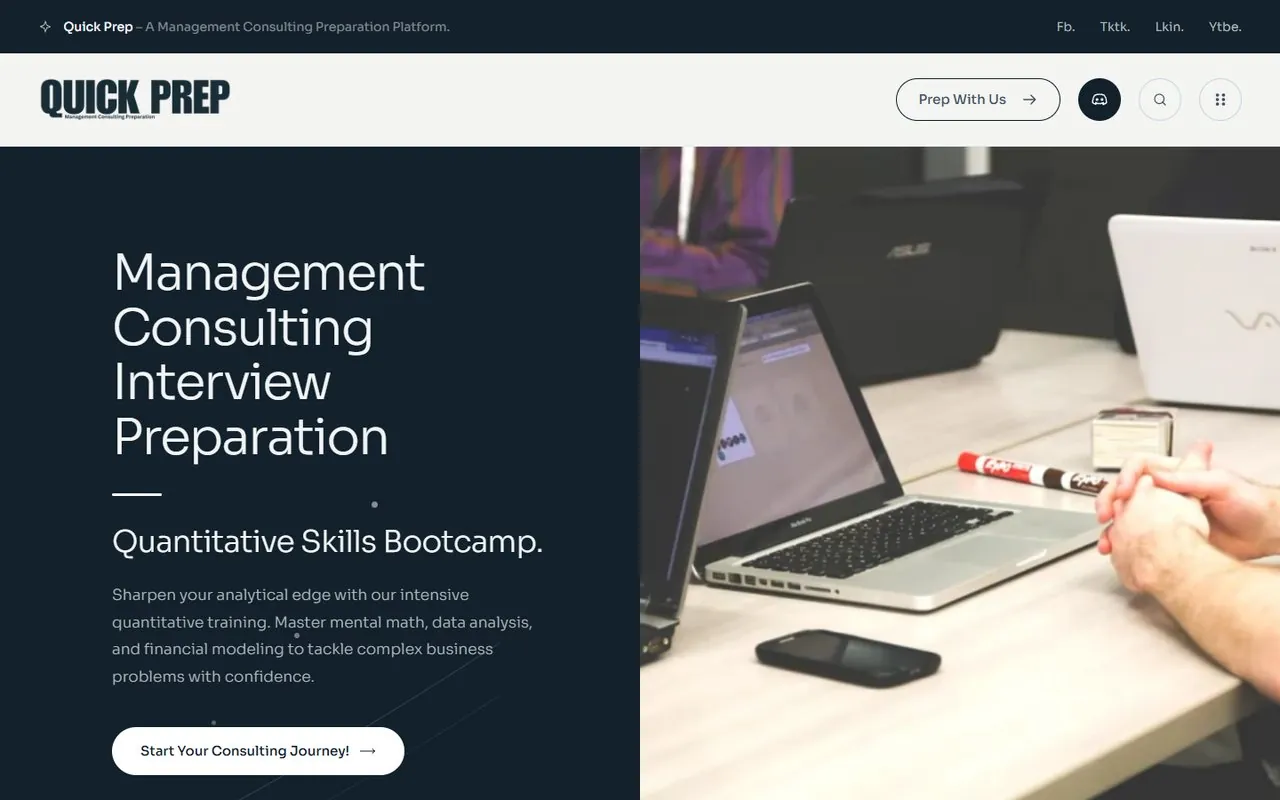 Quick Prep – A Management Consulting Preparation Platform.
Fb. Tktk. Lkin. Ytbe.
QUICK PREP
Management Consulting Preparation
Prep With Us
Management
Consulting
Interview
Preparation
Quantitative Skills Bootcamp.
Sharpen your analytical edge with our intensive
quantitative training. Master mental math, data analysis,
and financial modeling to tackle complex business
problems with confidence.
Start Your Consulting Journey!
ASUS
MacBook Pro